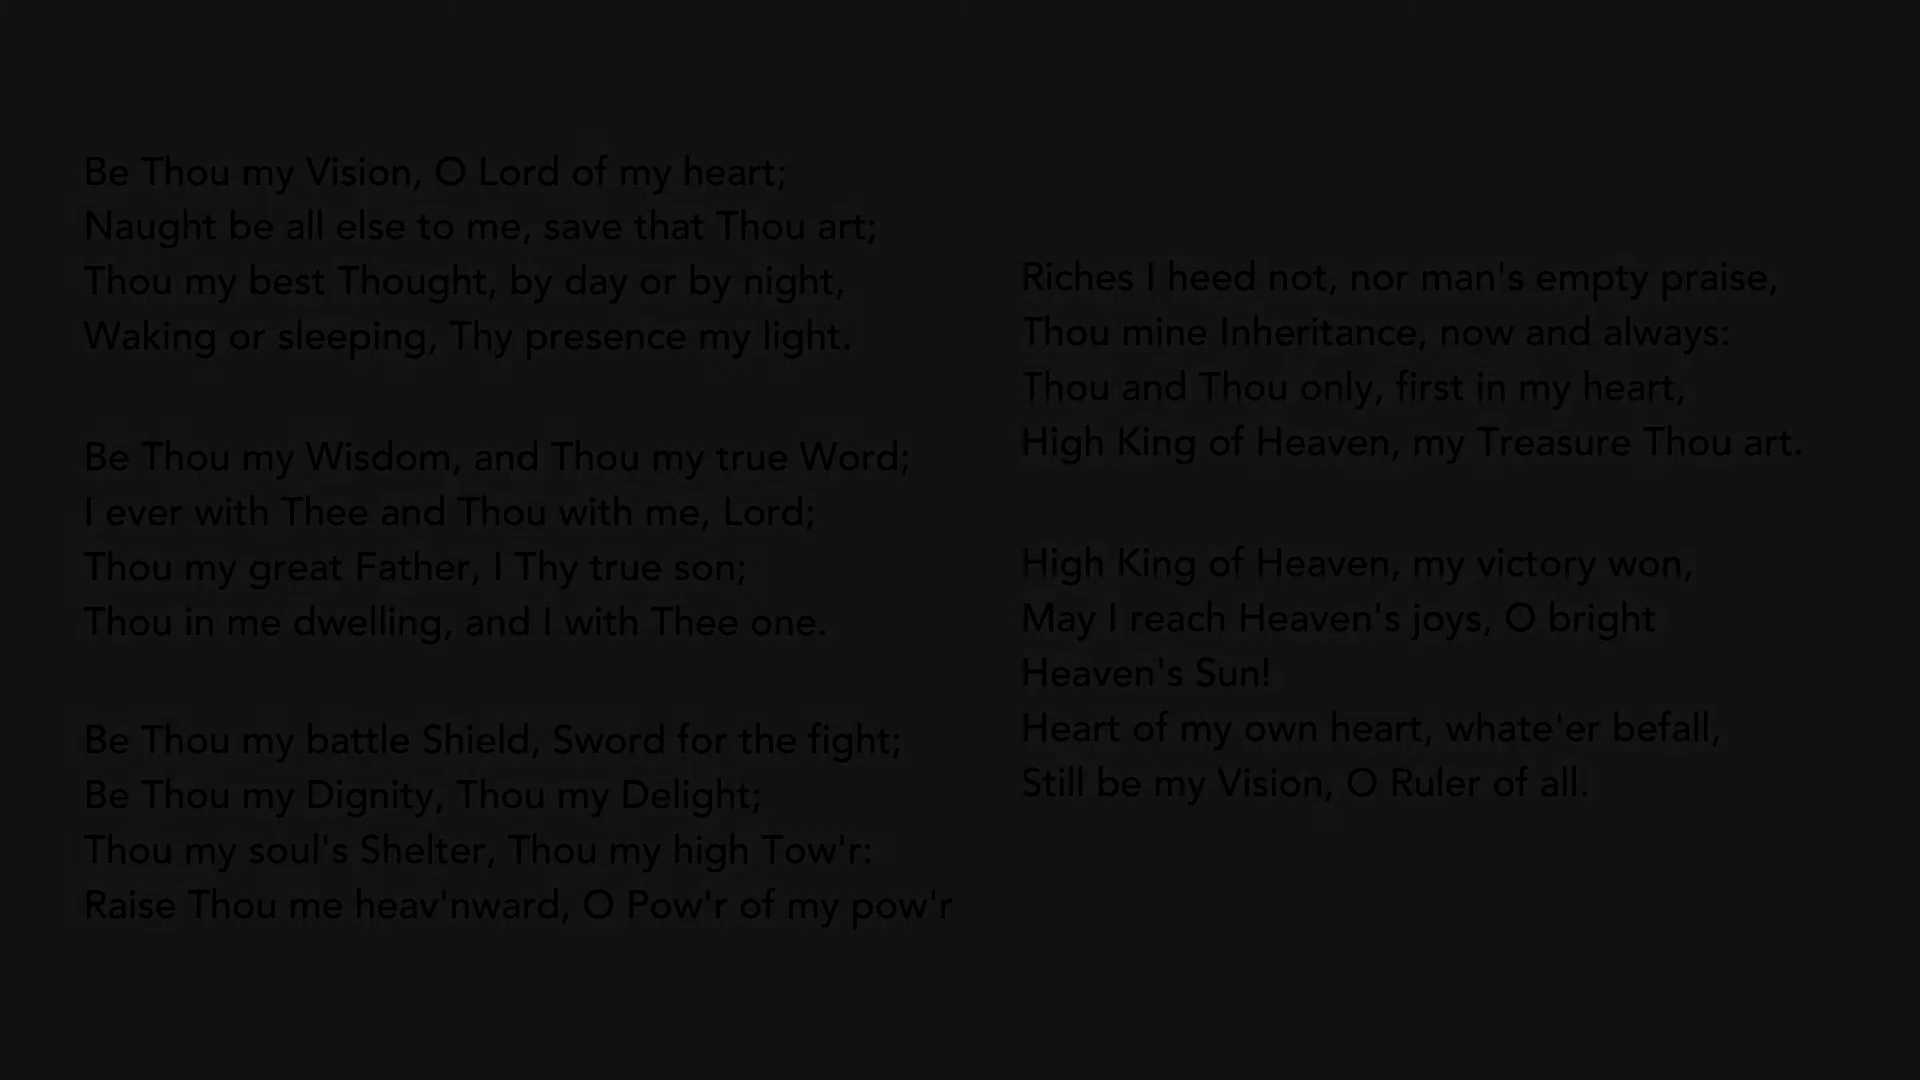 Be Thou my Vision, O Lord of my heart;
Naught be all else to me, save that Thou art;
Thou my best Thought, by day or by night,
Waking or sleeping, Thy presence my light.
Be Thou my Wisdom, and Thou my true Word;
I ever with Thee and Thou with me, Lord;
Thou my great Father, I Thy true son;
Thou in me dwelling, and I with Thee one.
Be Thou my battle Shield, Sword for the fight;
Be Thou my Dignity, Thou my Delight;
Thou my soul's Shelter, Thou my high Tow'r:
Raise Thou me heav'nward, O Pow'r of my pow'r
Riches I heed not, nor man's empty praise,
Thou mine Inheritance, now and always:
Thou and Thou only, first in my heart,
High King of Heaven, my Treasure Thou art.
High King of Heaven, my victory won,
May I reach Heaven's joys, O bright
Heaven's Sun!
Heart of my own heart, whate'er befall,
Still be my Vision, O Ruler of all.